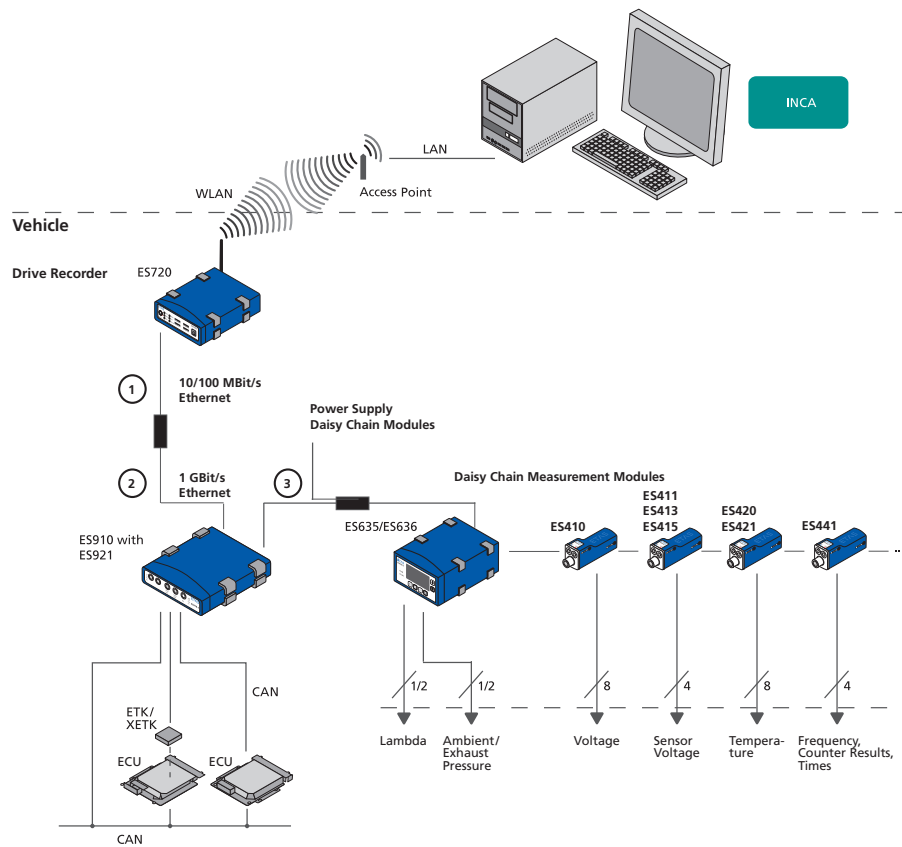 INCA
LAN
WLAN
Access Point
Vehicle
Drive Recorder
ES720
1
10/100 MBit/s
Ethernet
Power Supply
Daisy Chain Modules
2
1 GBit/s
Ethernet
3
Daisy Chain Measurement Modules
ES910 with
ES921
ES635/ES636
ES410
ES411
ES413
ES415
ES420
ES421
ES441
..
CAN
ETK/
XETK
ECU
ECU
CAN
1/2
1/2
8
4
8
4
Lambda
Ambient/
Exhaust
Pressure
Voltage
Sensor
Voltage
Tempera-
ture
Frequency,
Counter Results,
Times